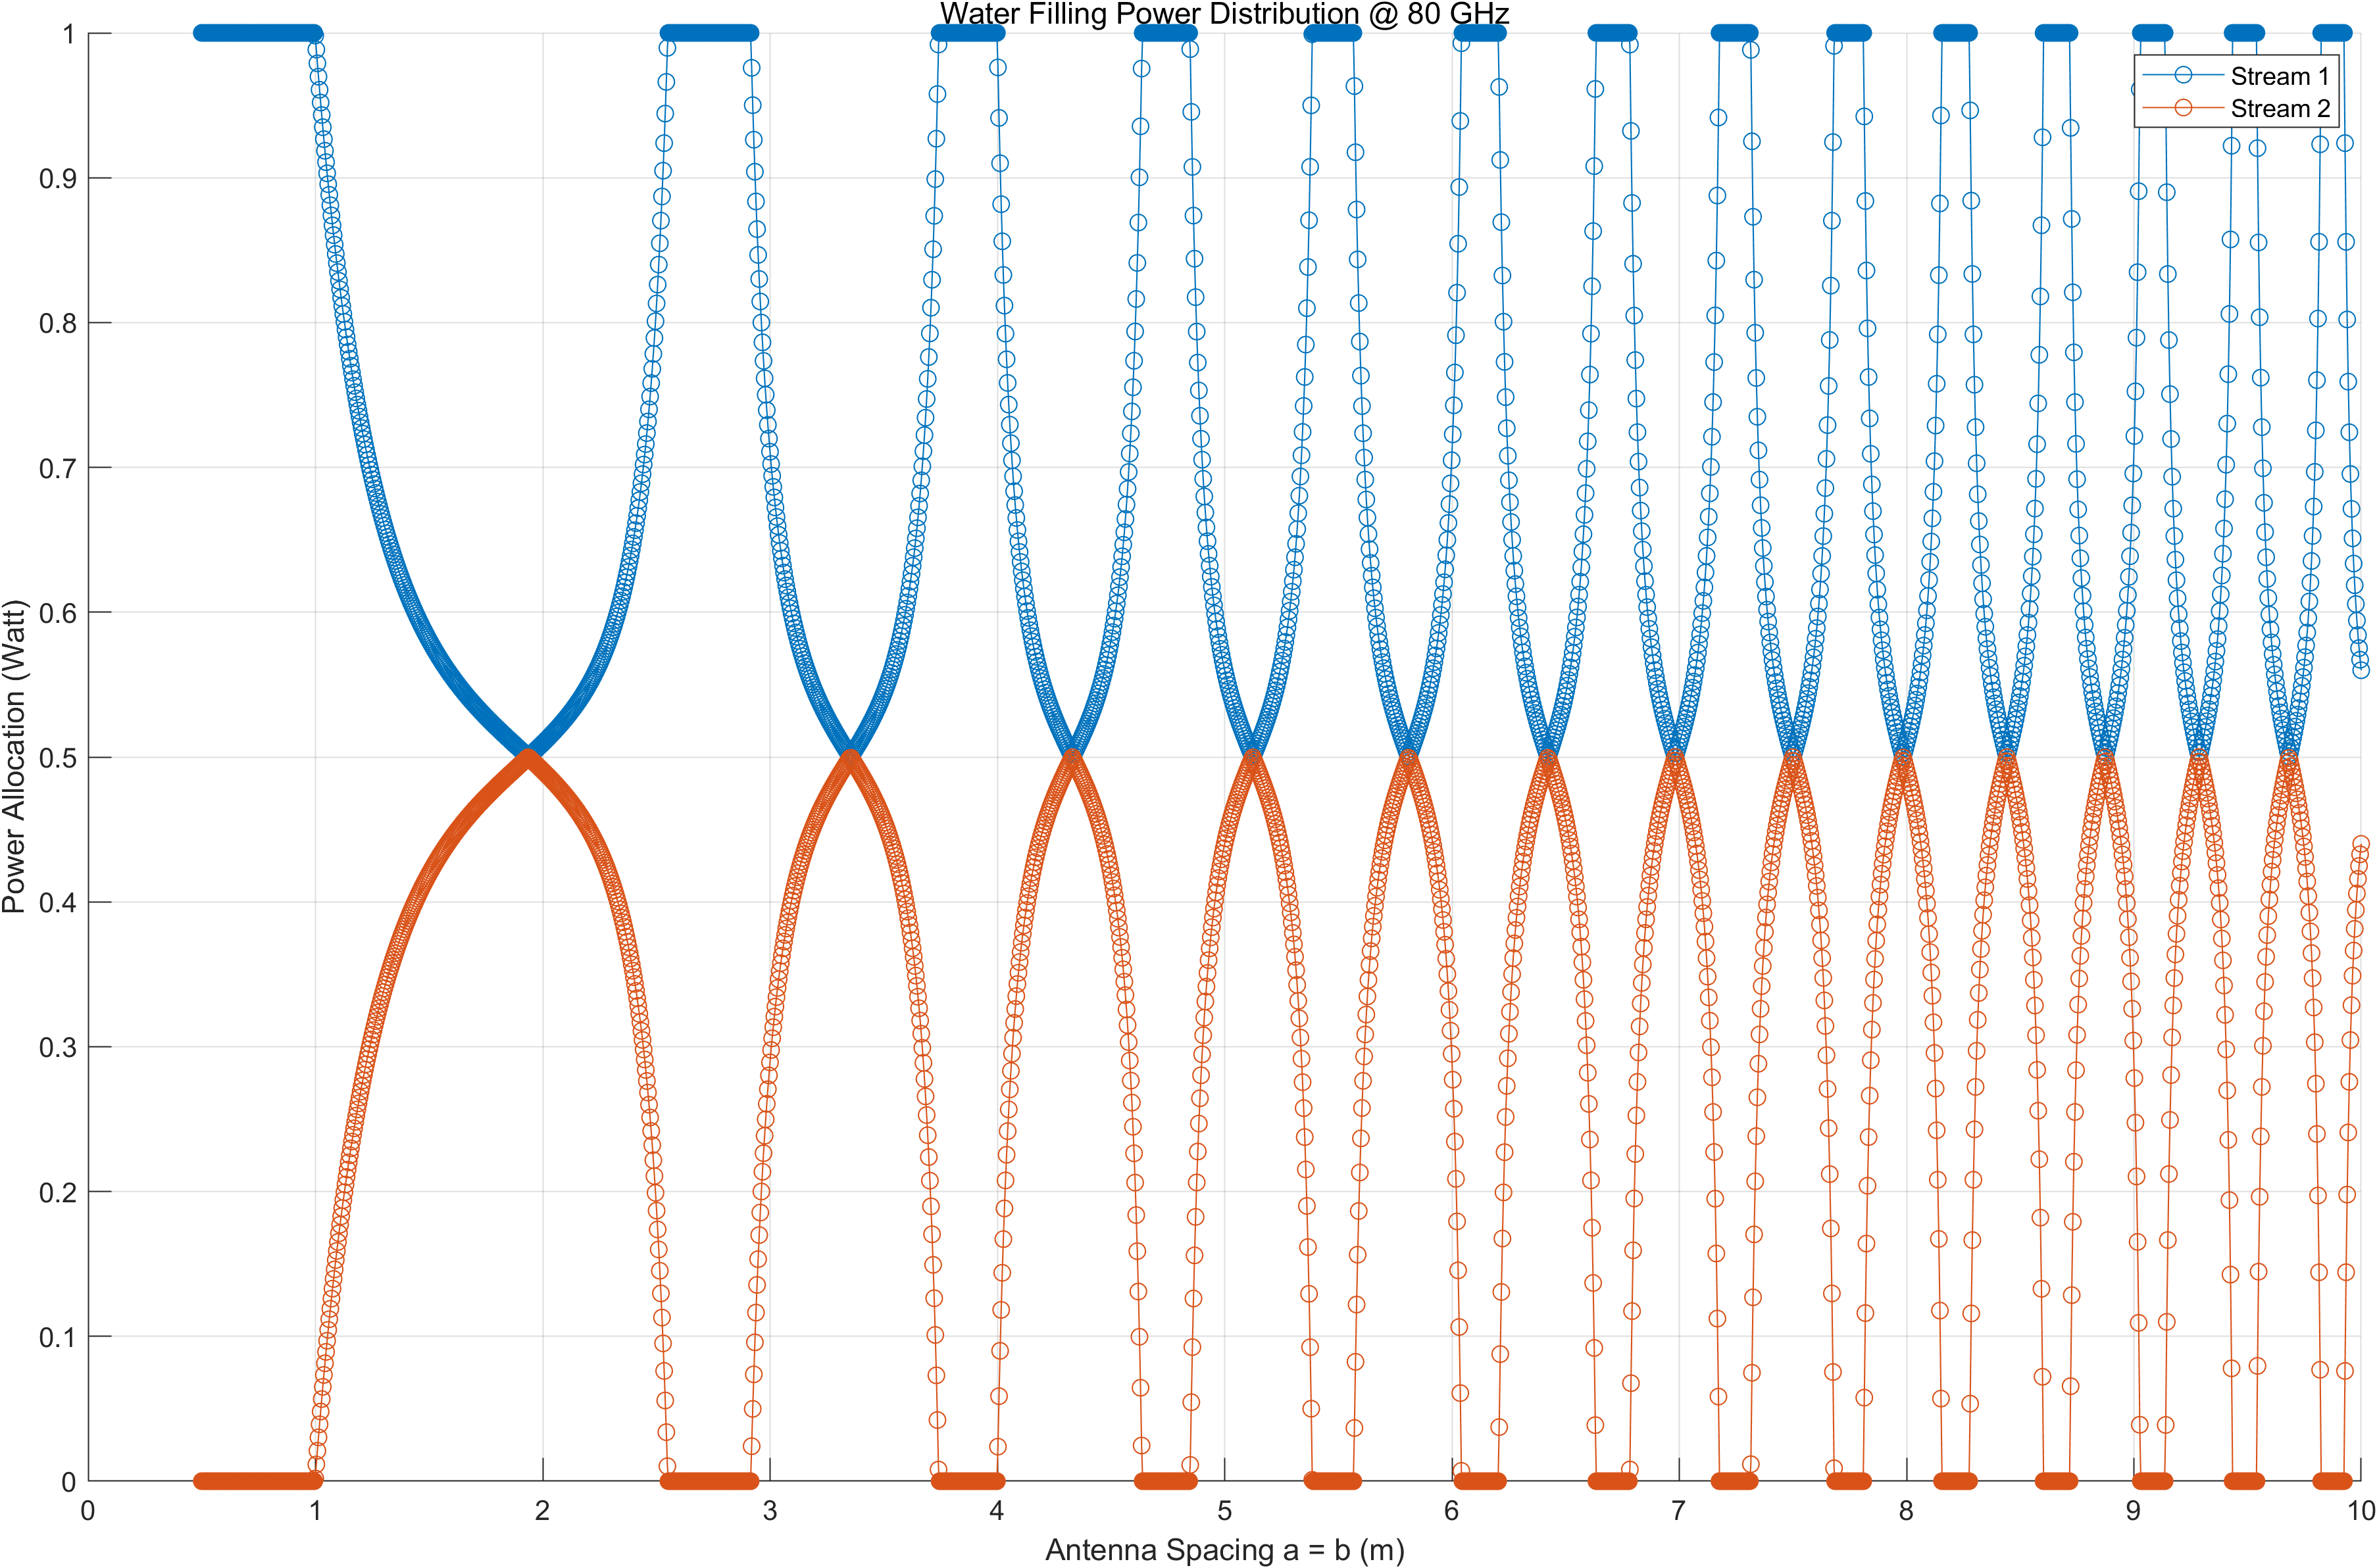 Water Filling Power Distribution @ 80 GHz
Stream 1
Stream 2
Power Allocation (Watt)
1
0.9
0.8
0.7
0.6
0.5
0.4
0.3
0.2
0.1
0
0 1 2 3 4 5 6 7 8 9 10
Antenna Spacing a = b (m)